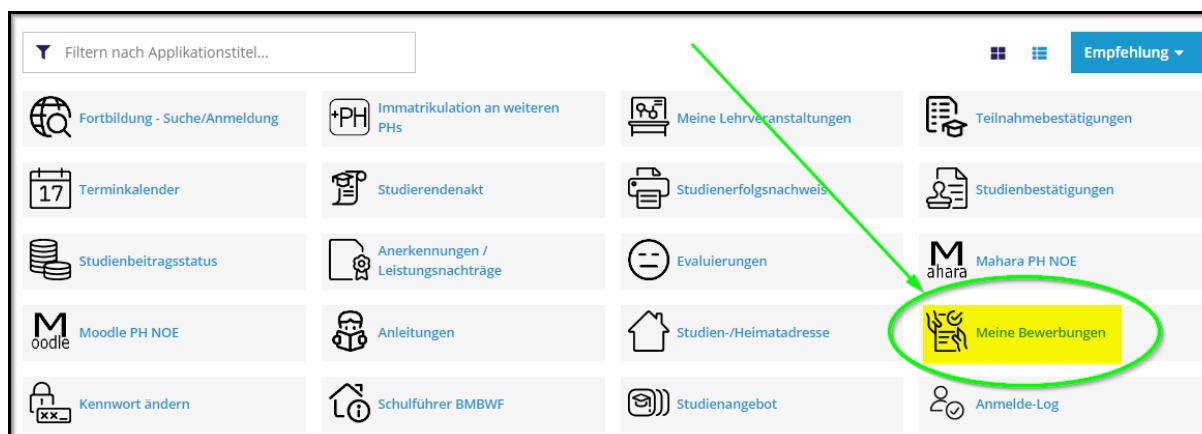 Filtern nach Applikationstitel...
Empfehlung
Fortbildung - Suche/Anmeldung
+PH
Immatrikulation an weiteren
PHs
Meine Lehrveranstaltungen
Teilnahmebestätigungen
17
Terminkalender
Studierendenakt
Studienerfolgsnachweis
Studienbestätigungen
Studienbeitragsstatus
Anerkennungen /
Leistungsnachträge
Evaluierungen
M
ahara
Mahara PH NOE
M
oodle
Moodle PH NOE
Anleitungen
Studien-/Heimatadresse
Meine Bewerbungen
xx_
Kennwort ändern
Schulführer BMBWF
Studienangebot
Anmelde-Log